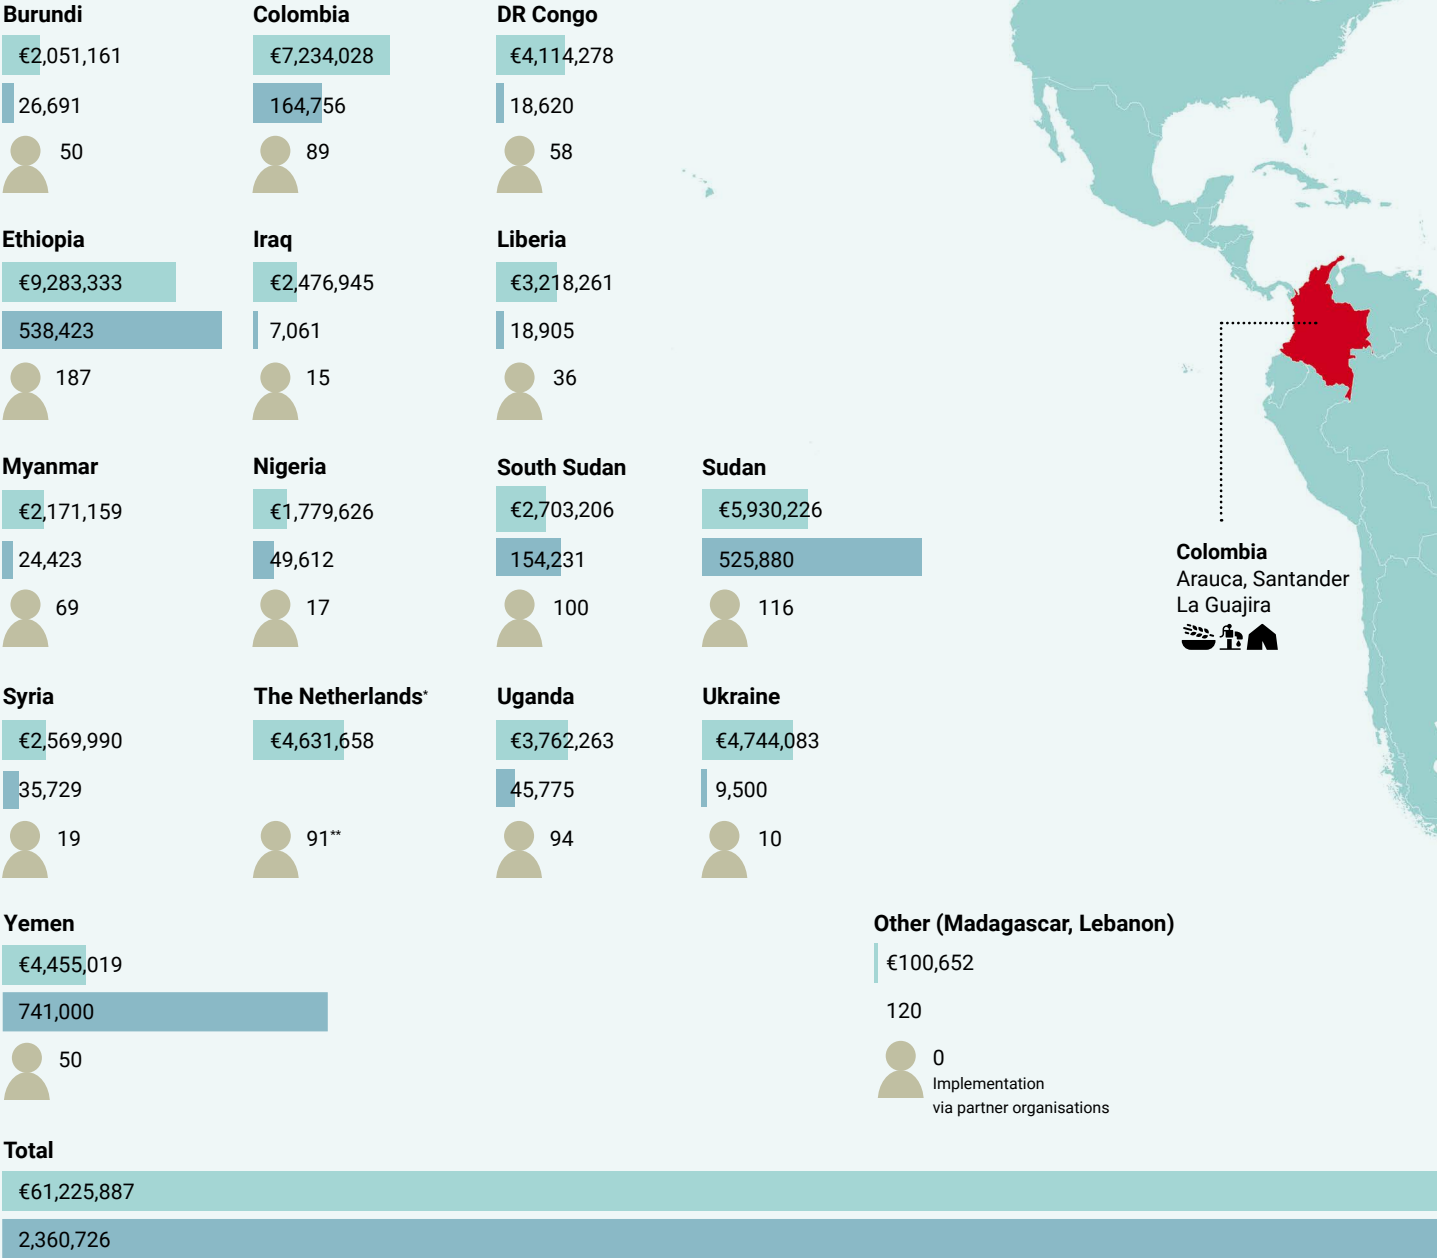 Burundi
€2,051,161
26,691
50
Colombia
€7,234,028
164,756
89
DR Congo
€4,114,278
18,620
58
Ethiopia
€9,283,333
538,423
187
Iraq
€2,476,945
7,061
15
Liberia
€3,218,261
18,905
36
Myanmar
€2,171,159
24,423
69
Nigeria
€1,779,626
49,612
17
South Sudan
€2,703,206
154,231
100
Sudan
€5,930,226
525,880
116
Colombia
Arauca, Santander
La Guajira
Syria
€2,569,990
35,729
19
The Netherlands*
€4,631,658
91**
Uganda
€3,762,263
45,775
94
Ukraine
€4,744,083
9,500
10
Yemen
€4,455,019
741,000
50
Other (Madagascar, Lebanon)
€100,652
120
0
Implementation
via partner organisations
Total
€61,225,887
2,360,726